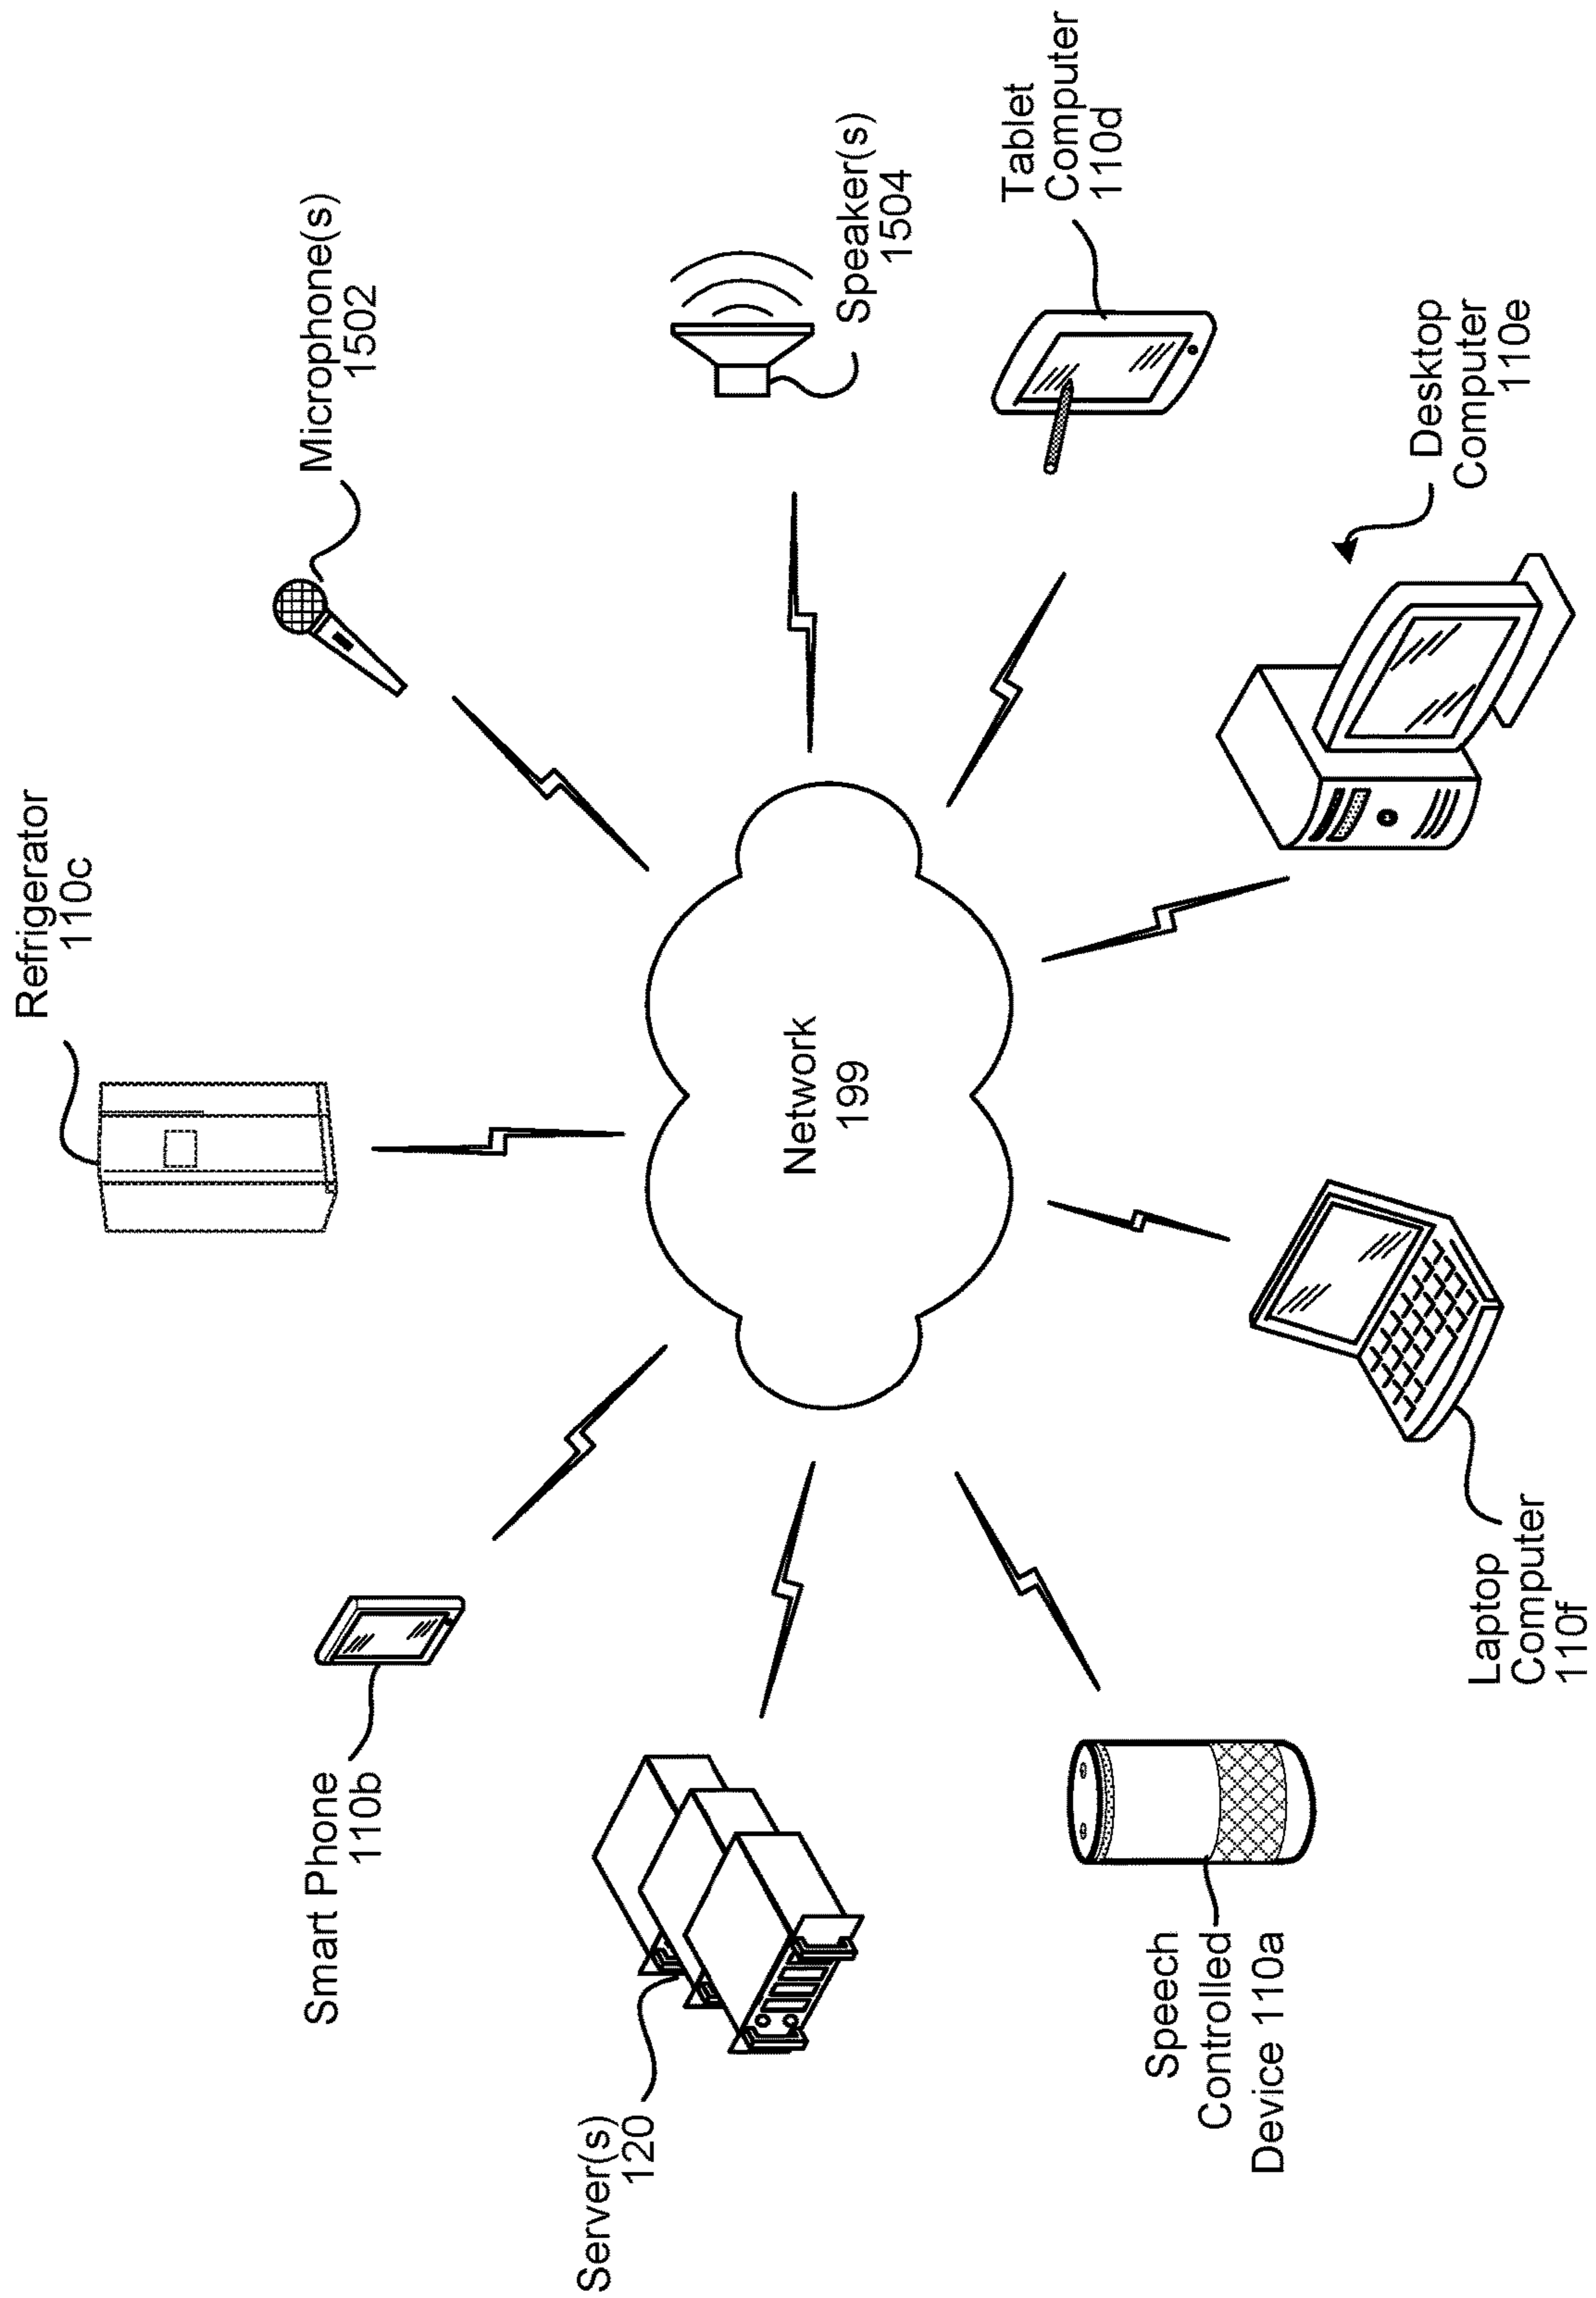 Refrigerator
110c
Microphone(s)
1502
Smart Phone
110b
Server(s)
120
Speaker(s)
1504
Network
199
Tablet
Computer
110d
Speech
Controlled
Device 110a
Laptop
Computer
110f
Desktop
Computer
110e